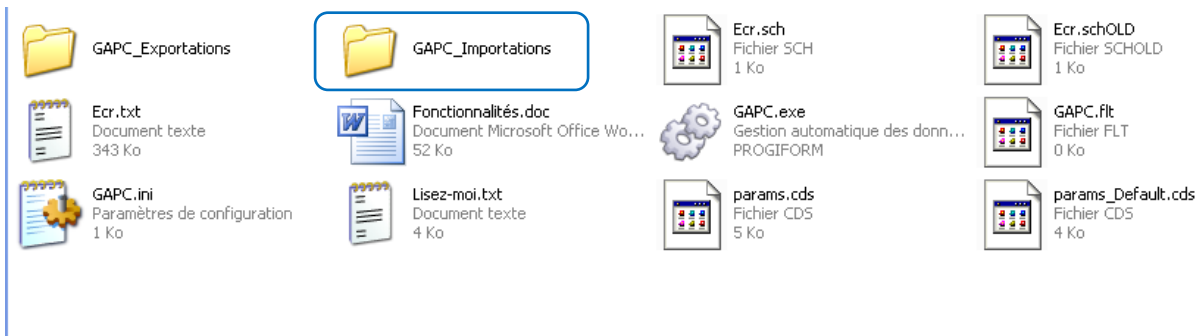 GAPC_Exportations
GAPC_Importations
Ecr.sch
Fichier SCH
1 Ko
Ecr.schOLD
Fichier SCHOLD
1 Ko
Ecr.txt
Document texte
343 Ko
Fonctionnalités.doc
Document Microsoft Office Wo...
52 Ko
GAPC.exe
Gestion automatique des donn...
PROGIFORM
GAPC.flt
Fichier FLT
0 Ko
GAPC.ini
Paramètres de configuration
1 Ko
Lisez-moi.txt
Document texte
4 Ko
params.cds
Fichier CDS
5 Ko
params_Default.cds
Fichier CDS
4 Ko